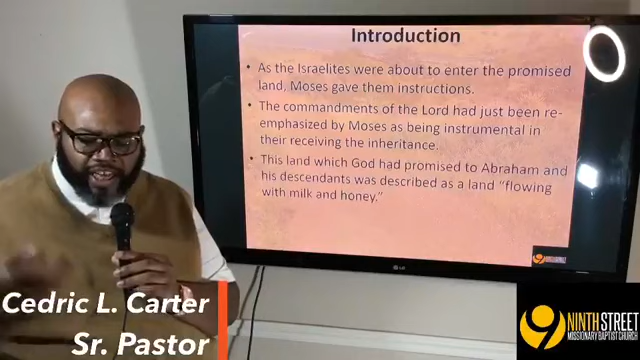 Introduction
• As the Israelites were about to enter the promised
land, Moses gave them instructions.
• The commandments of the Lord had just been re-
emphasized by Moses as being instrumental in
their receiving the inheritance.
• This land which God had promised to Abraham and
his descendants was described as a land “flowing
with milk and honey.”
LG
Cedric L. Carter
Sr. Pastor
9
NINTH STREET
MISSIONARY BAPTIST CHURCH